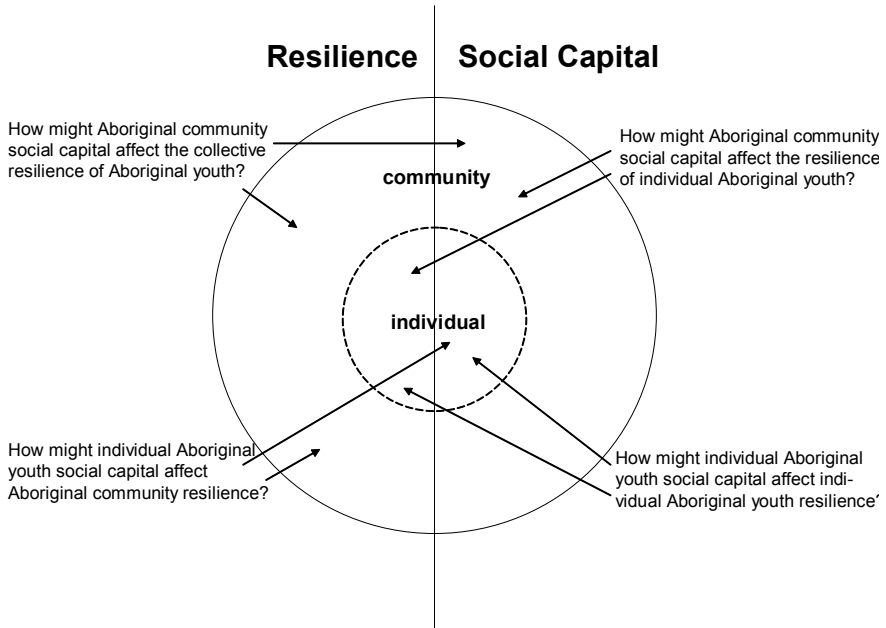 Resilience Social Capital
How might Aboriginal community
social capital affect the collective
resilience of Aboriginal youth?
How might Aboriginal community
social capital affect the resilience
of individual Aboriginal youth?
community
individual
How might individual Aboriginal
youth social capital affect
Aboriginal community resilience?
How might individual Aboriginal
youth social capital affect indi-
vidual Aboriginal youth resilience?